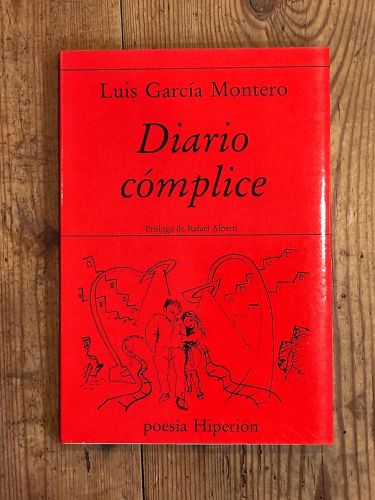 Luis García Montero
Diario
cómplice
Prólogo de Rafael Alberti
poesía Hiperión